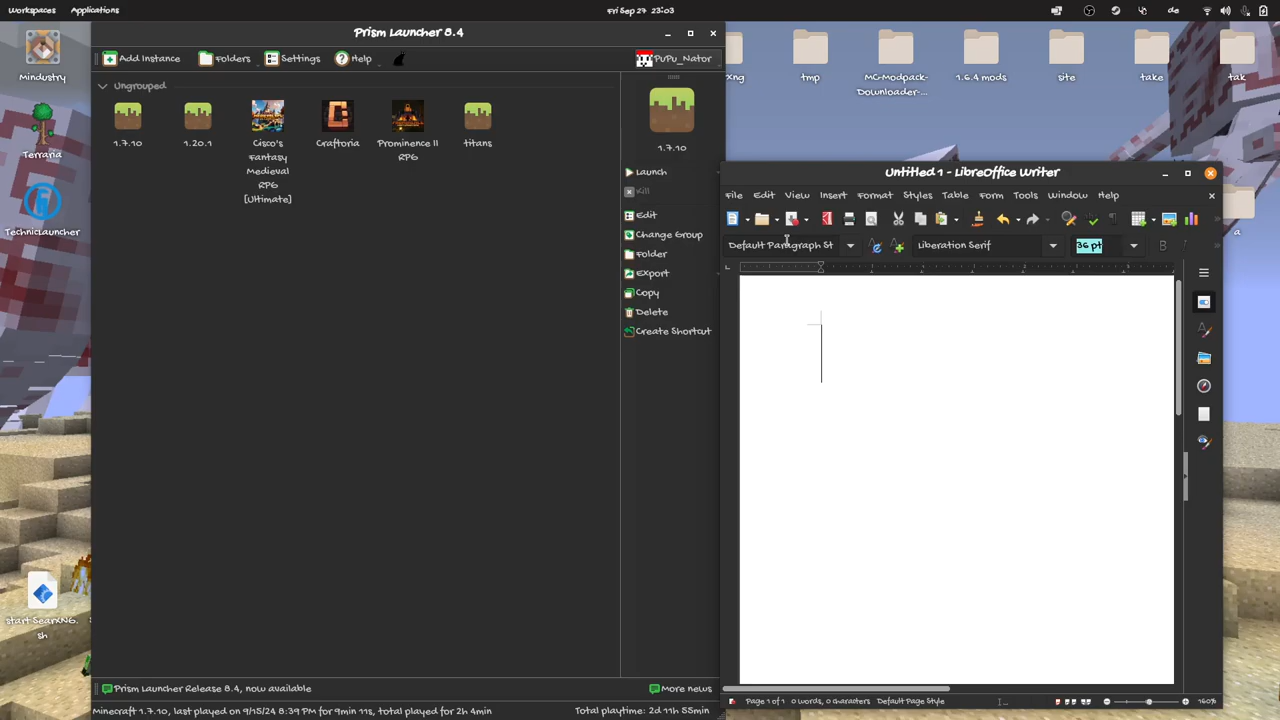 Workspaces
Applications
Fri Sep 27 23:03
de
Mindustry
Terraria
TechnicLauncher
start SearXNG.
sh
Prism Launcher 8.4
Add Instance
Folders
Settings
Help
PuPu_Nator
Ungrouped
1.7.10
1.20.1
Cisco's
Fantasy
Medieval
RPG
[Ultimate]
Craftoria
Prominence II
RPG
titans
1.7.10
Launch
Kill
Edit
Change Group
Folder
Export
Copy
Delete
Create Shortcut
Prism Launcher Release 8.4, now available
More news
Minecraft 1.7.10, last played on 9/15/24 8:39 PM for 9min 11s, total played for 2h 4min
Total playtime: 2d 11h 55min
tmp
MC-Modpack-
Downloader-...
1.6.4 mods
site
take
tak
a
Untitled 1 - LibreOffice Writer
File
Edit
View
Insert
Format
Styles
Table
Form
Tools
Window
Help
Default Paragraph St
Liberation Serif
36 pt
Page 1 of 1
0 words, 0 characters
Default Page Style
160%